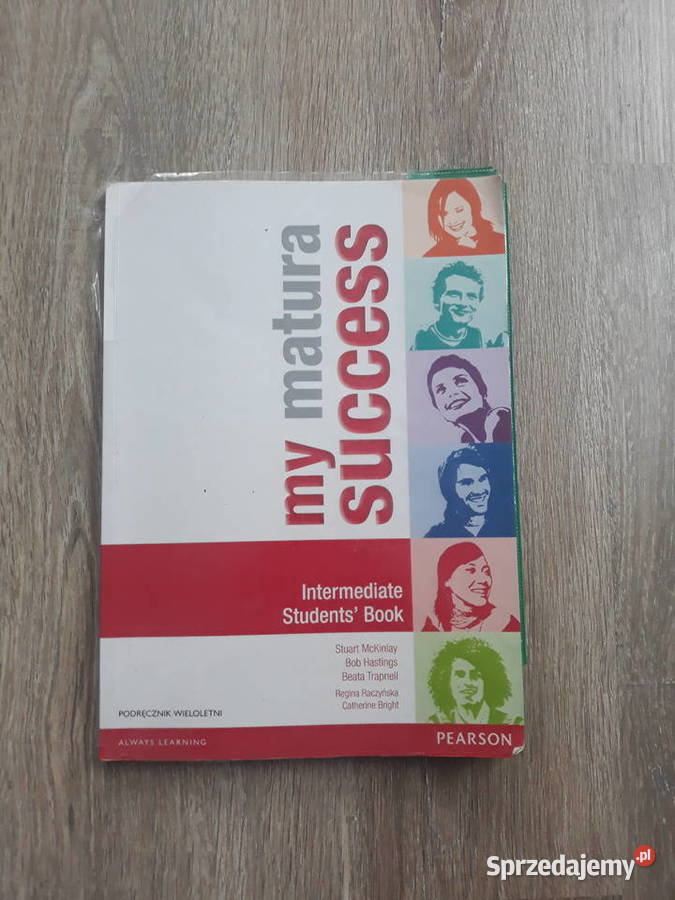 my matura
success
Intermediate
Students' Book
Stuart McKinlay
Bob Hastings
Beata Trapnell
Regina Raczyńska
Catherine Bright
PODRĘCZNIK WIELOLETNI
ALWAYS LEARNING
PEARSON
Sprzedajemy.pl